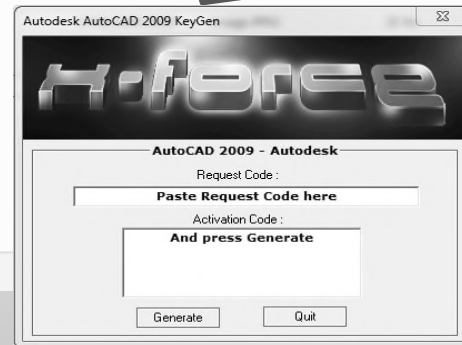 Autodesk AutoCAD 2009 KeyGen
X-FORCE
AutoCAD 2009 - Autodesk
Request Code :
Paste Request Code here
Activation Code :
And press Generate
Generate
Quit